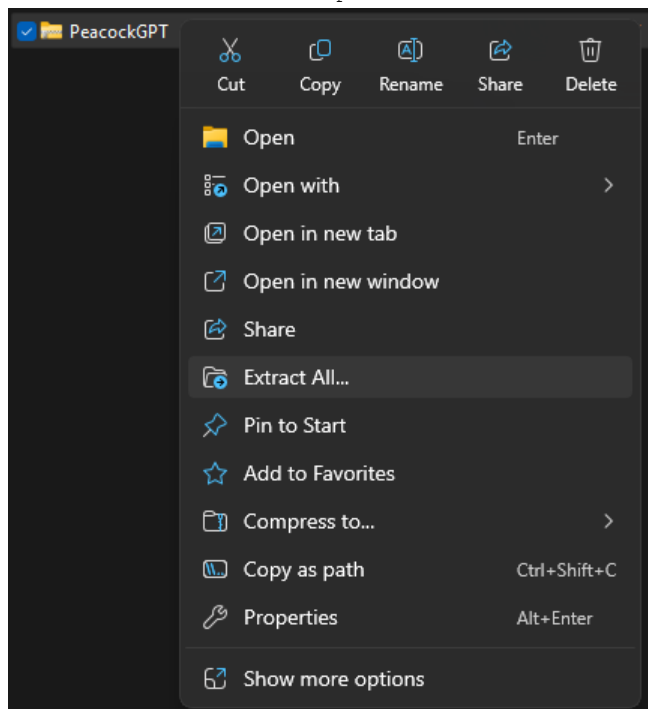 PeacockGPT
Cut Copy Rename Share Delete
Open Enter
Open with
Open in new tab
Open in new window
Share
Extract All...
Pin to Start
Add to Favorites
Compress to...
Copy as path Ctrl+Shift+C
Properties Alt+Enter
Show more options